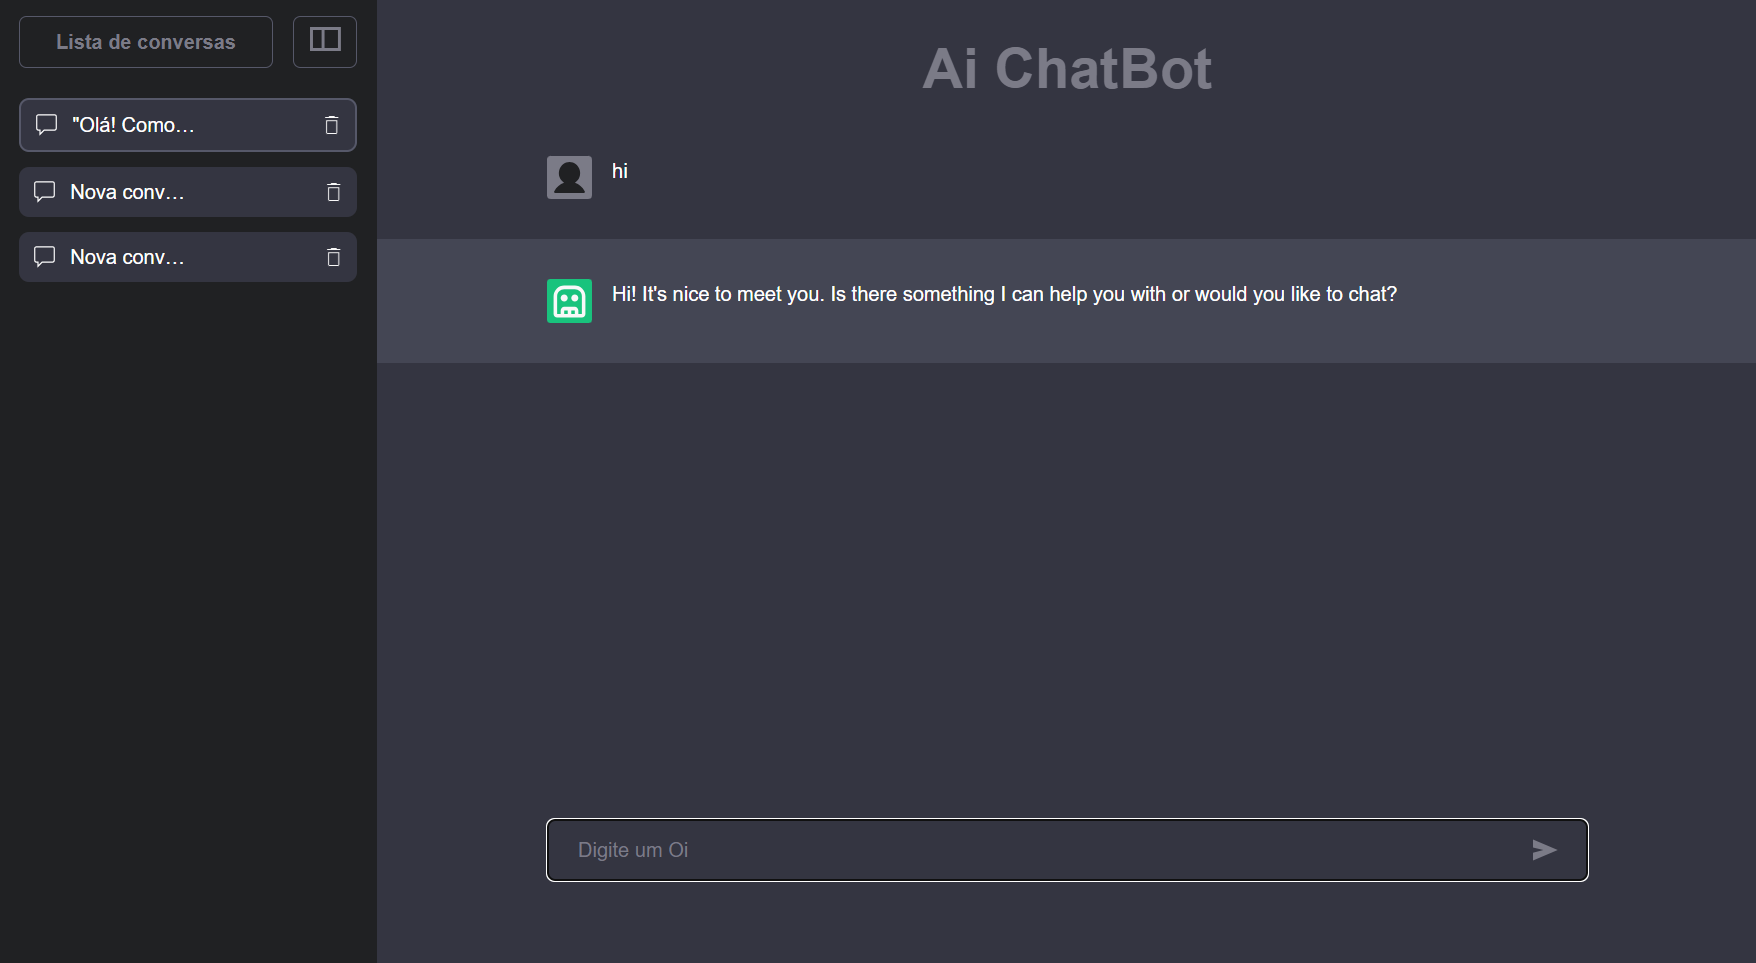 Lista de conversas
"Olá! Como...
Nova conv...
Nova conv...
Ai ChatBot
hi
Hi! It's nice to meet you. Is there something I can help you with or would you like to chat?
Digite um Oi